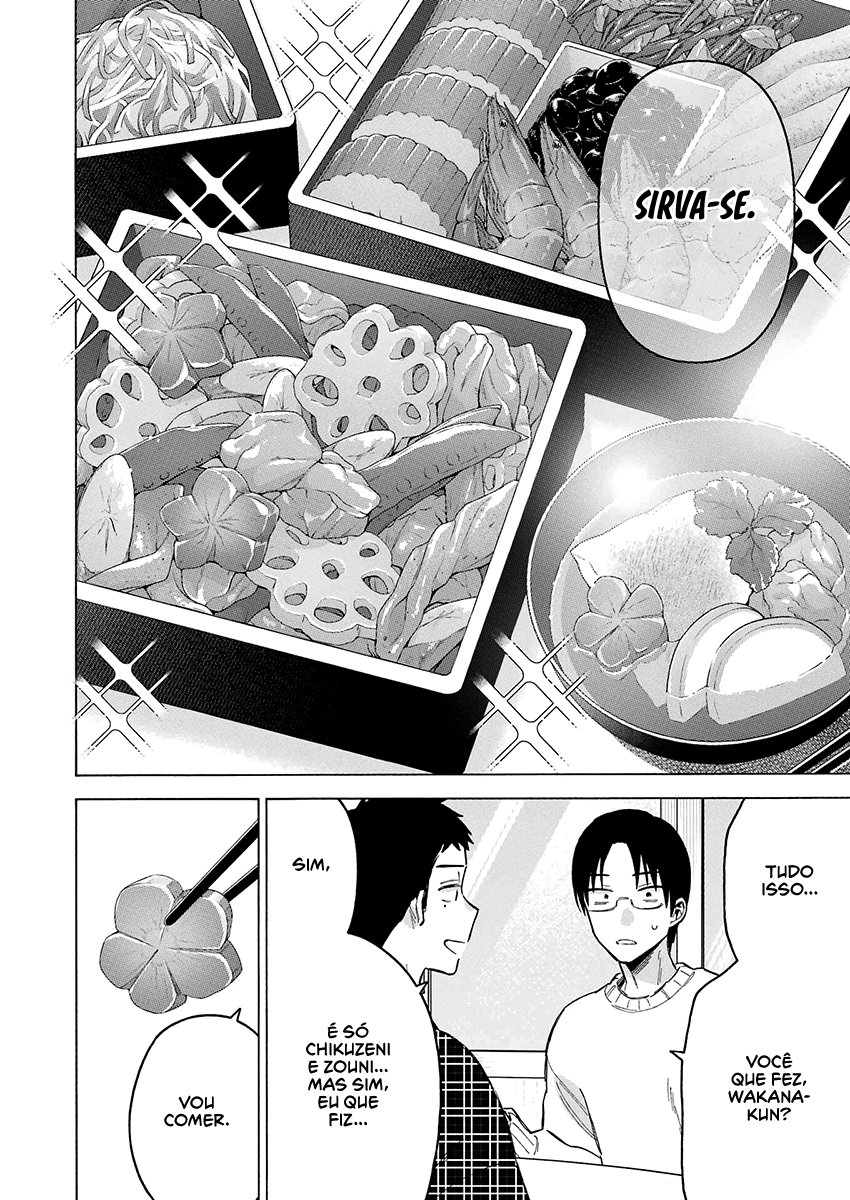 SIRVA-SE.
TUDO
ISSO...
VOCÊ
QUE FEZ,
WAKANA-
KUN?
SIM,
É SÓ
CHIKUZENI
E ZOUNI...
MAS SIM,
EU QUE
FIZ...
VOU
COMER.